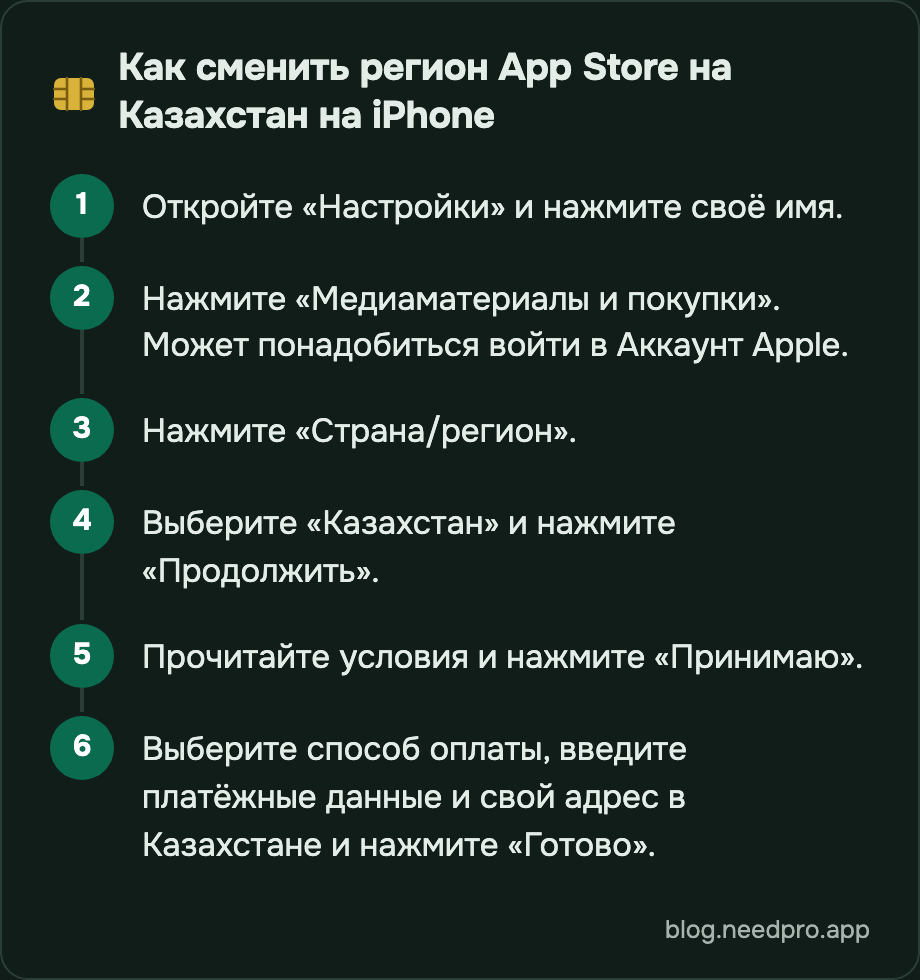 Как сменить регион App Store на
Казахстан на iPhone
1
Откройте «Настройки» и нажмите своё имя.
2
Нажмите «Медиаматериалы и покупки».
Может понадобиться войти в Аккаунт Apple.
3
Нажмите «Страна/регион».
4
Выберите «Казахстан» и нажмите
«Продолжить».
5
Прочитайте условия и нажмите «Принимаю».
6
Выберите способ оплаты, введите
платёжные данные и свой адрес в
Казахстане и нажмите «Готово».
blog.needpro.app